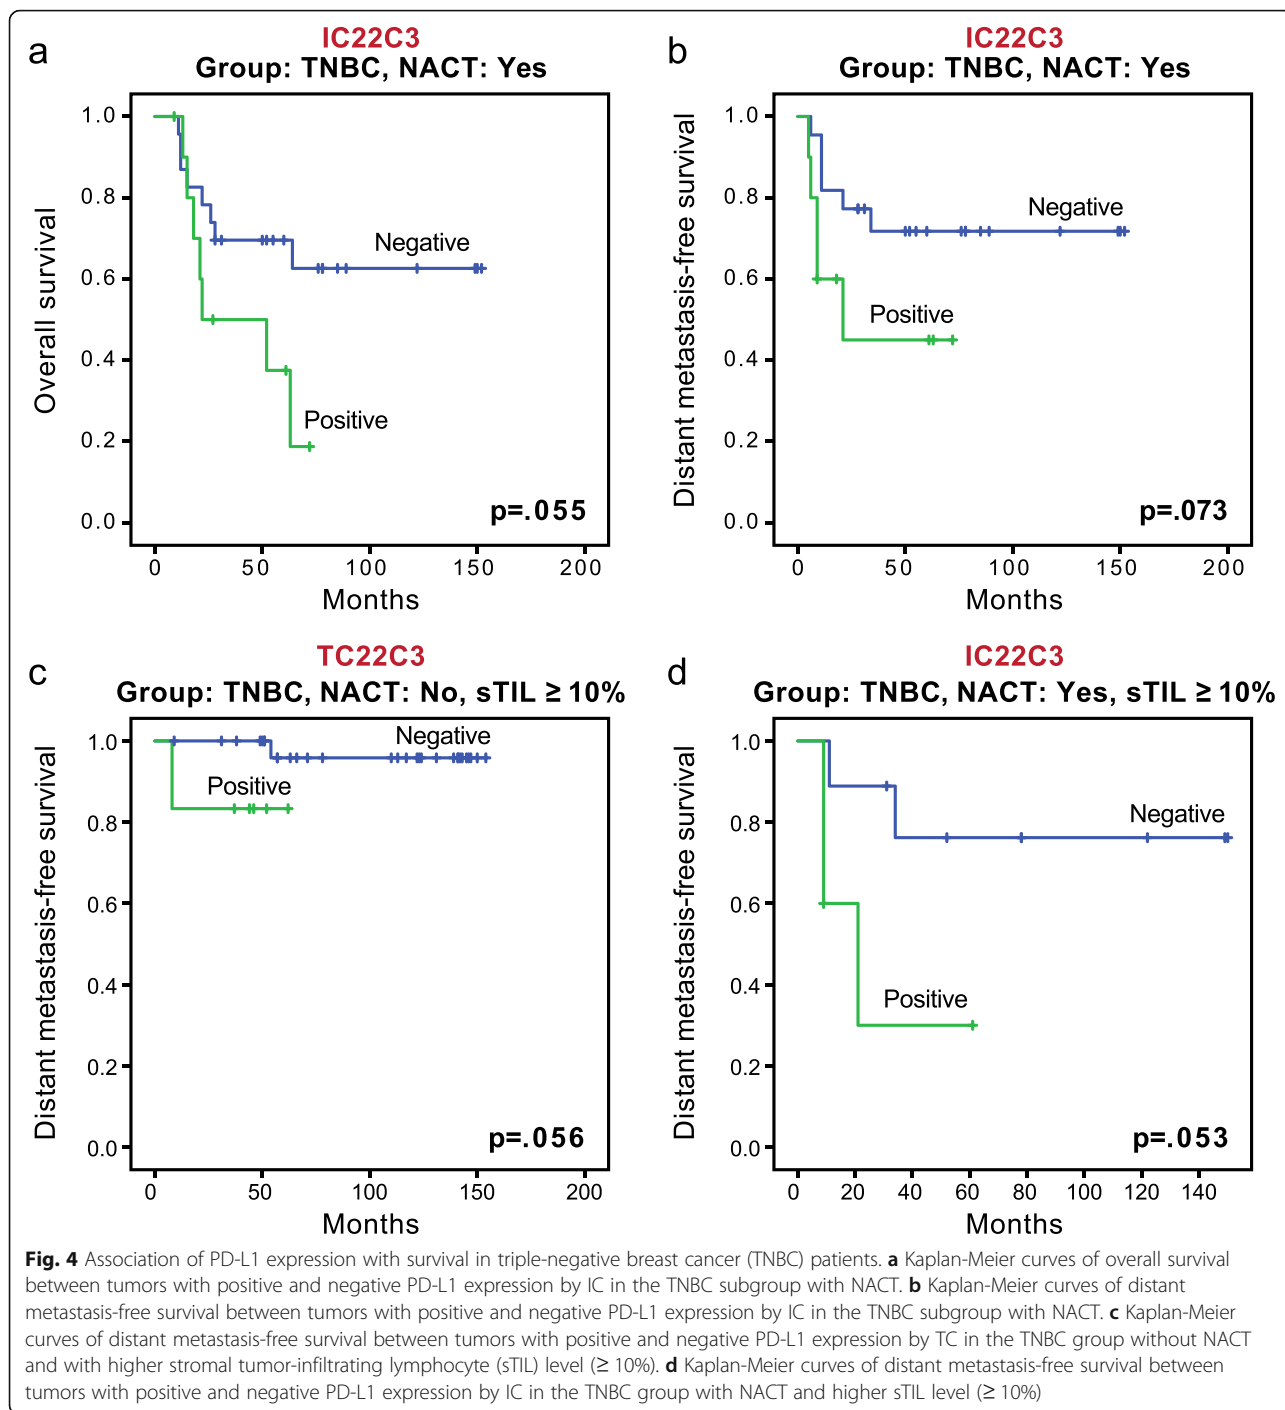 a
IC22C3
Group: TNBC, NACT: Yes
Overall survival
1.0
0.8
0.6
0.4
0.2
0.0
Negative
Positive
p=.055
0 50 100 150 200
Months
b
IC22C3
Group: TNBC, NACT: Yes
Distant metastasis-free survival
1.0
0.8
0.6
0.4
0.2
0.0
Negative
Positive
p=.073
0 50 100 150 200
Months
c
TC22C3
Group: TNBC, NACT: No, sTIL ≥ 10%
Distant metastasis-free survival
1.0
0.8
0.6
0.4
0.2
0.0
Negative
Positive
p=.056
0 50 100 150 200
Months
d
IC22C3
Group: TNBC, NACT: Yes, sTIL ≥ 10%
Distant metastasis-free survival
1.0
0.8
0.6
0.4
0.2
0.0
Negative
Positive
p=.053
0 20 40 60 80 100 120 140
Months
Fig. 4 Association of PD-L1 expression with survival in triple-negative breast cancer (TNBC) patients. a Kaplan-Meier curves of overall survival
between tumors with positive and negative PD-L1 expression by IC in the TNBC subgroup with NACT. b Kaplan-Meier curves of distant
metastasis-free survival between tumors with positive and negative PD-L1 expression by IC in the TNBC subgroup with NACT. c Kaplan-Meier
curves of distant metastasis-free survival between tumors with positive and negative PD-L1 expression by TC in the TNBC group without NACT
and with higher stromal tumor-infiltrating lymphocyte (sTIL) level (≥ 10%). d Kaplan-Meier curves of distant metastasis-free survival between
tumors with positive and negative PD-L1 expression by IC in the TNBC group with NACT and higher sTIL level (≥ 10%)